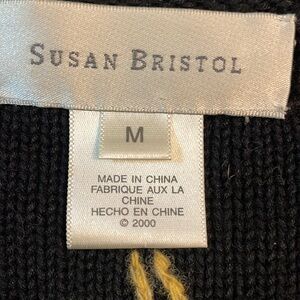 SUSAN BRISTOL
M
MADE IN CHINA
FABRIQUE AUX LA
CHINE
HECHO EN CHINE
© 2000